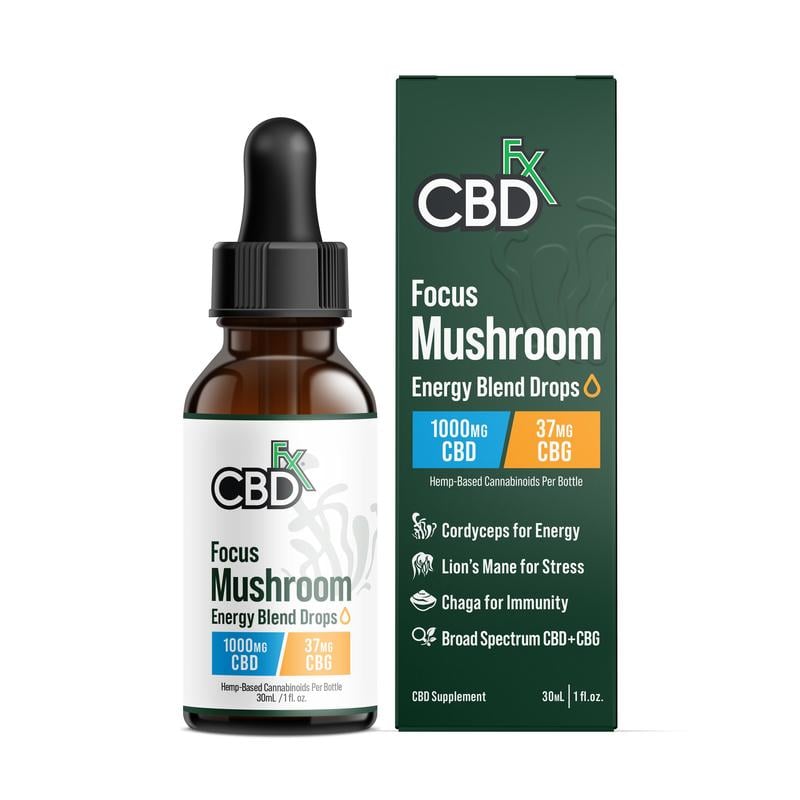 CBD Fx
Focus
Mushroom
Energy Blend Drops
1000MG
CBD
37MG
CBG
Hemp-Based Cannabinoids Per Bottle
30mL / 1 fl. oz.
CBD Fx
Focus
Mushroom
Energy Blend Drops
1000MG
CBD
37MG
CBG
Hemp-Based Cannabinoids Per Bottle
Cordyceps for Energy
Lion's Mane for Stress
Chaga for Immunity
Broad Spectrum CBD+CBG
CBD Supplement
30ML | 1 fl. oz.